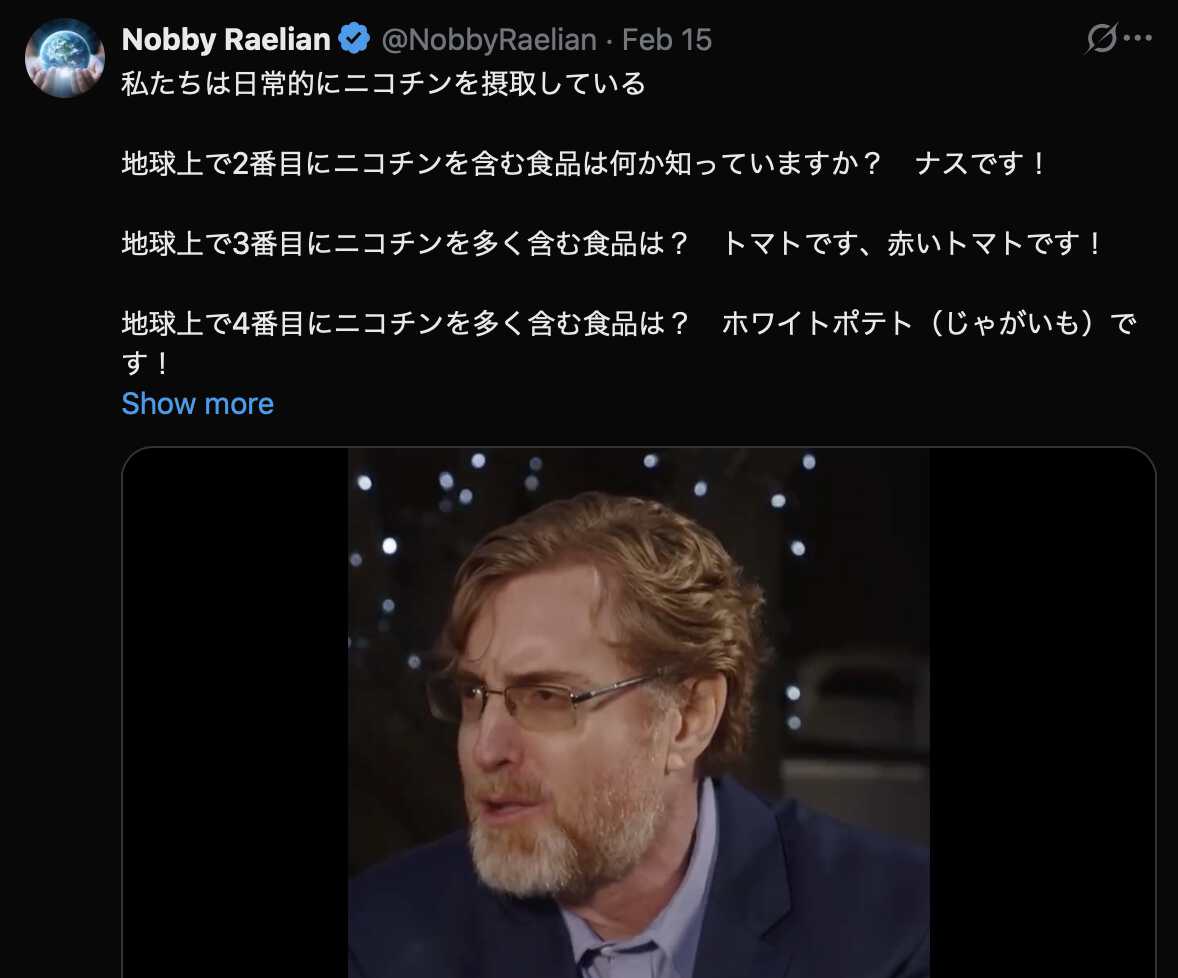 Nobby Raelian @NobbyRaelian · Feb 15
私たちは日常的にニコチンを摂取している
地球上で2番目にニコチンを含む食品は何か知っていますか？　ナスです！
地球上で3番目にニコチンを多く含む食品は？　トマトです、赤いトマトです！
地球上で4番目にニコチンを多く含む食品は？　ホワイトポテト（じゃがいも）で
す！
Show more